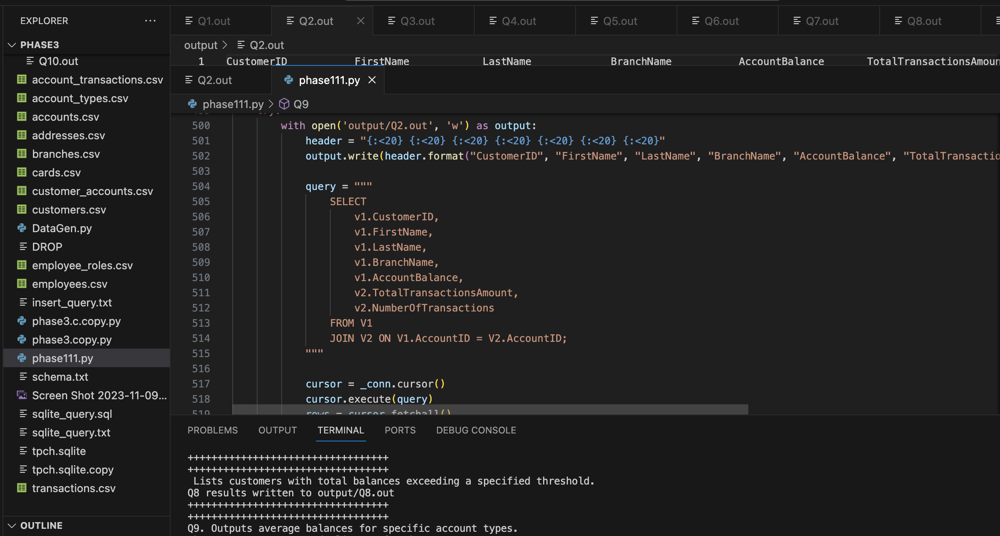 EXPLORER
PHASE3
Q10.out
account_transactions.csv
account_types.csv
accounts.csv
addresses.csv
branches.csv
cards.csv
customer_accounts.csv
customers.csv
DataGen.py
DROP
employee_roles.csv
employees.csv
insert_query.txt
phase3.c.copy.py
phase3.copy.py
phase111.py
schema.txt
Screen Shot 2023-11-09...
sqlite_query.sql
sqlite_query.txt
tpch.sqlite
tpch.sqlite.copy
transactions.csv
OUTLINE
Q1.out Q2.out Q3.out Q4.out Q5.out Q6.out Q7.out Q8.out
output > Q2.out
1 CustomerID FirstName LastName BranchName AccountBalance TotalTransactionsAmoun
Q2.out phase111.py
phase111.py > Q9
500 with open('output/Q2.out', 'w') as output:
501 header = "{:<20} {:<20} {:<20} {:<20} {:<20} {:<20} {:<20}"
502 output.write(header.format("CustomerID", "FirstName", "LastName", "BranchName", "AccountBalance", "TotalTransactio
503
504 query = """
505 SELECT
506 v1.CustomerID,
507 v1.FirstName,
508 v1.LastName,
509 v1.BranchName,
510 v1.AccountBalance,
511 v2.TotalTransactionsAmount,
512 v2.NumberOfTransactions
513 FROM V1
514 JOIN V2 ON V1.AccountID = V2.AccountID;
515 """
516
517 cursor = _conn.cursor()
518 cursor.execute(query)
519 rows = cursor.fetchall()
PROBLEMS OUTPUT TERMINAL PORTS DEBUG CONSOLE
++++++++++++++++++++++++++++++++++
++++++++++++++++++++++++++++++++++
Lists customers with total balances exceeding a specified threshold.
Q8 results written to output/Q8.out
++++++++++++++++++++++++++++++++++
++++++++++++++++++++++++++++++++++
Q9. Outputs average balances for specific account types.